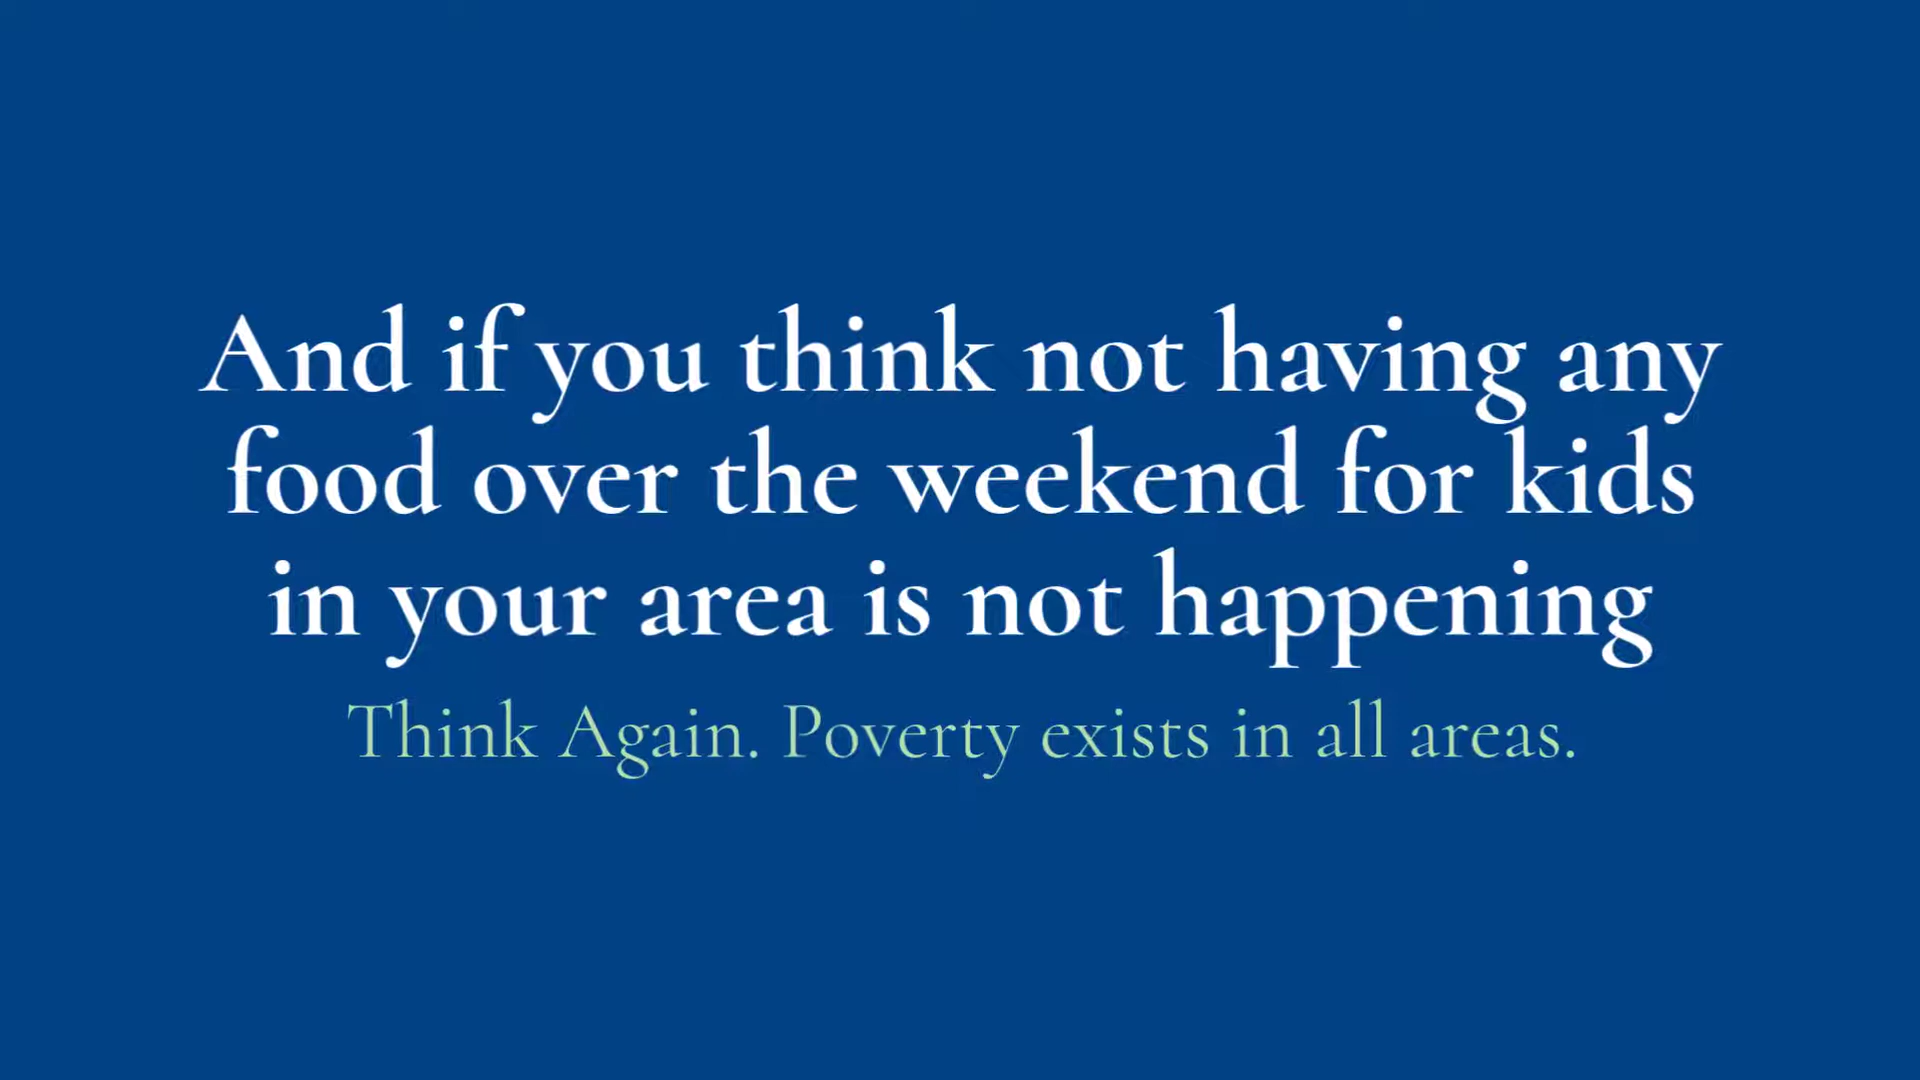 And if you think not having any
food over the weekend for kids
in your area is not happening
Think Again. Poverty exists in all areas.